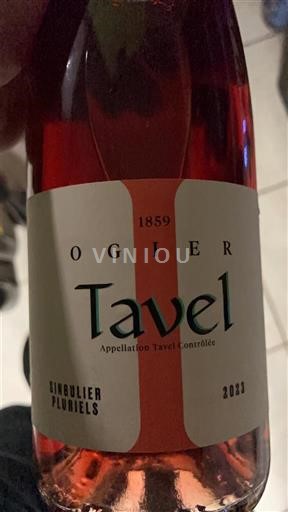 1859
OGIER
VINIOU
Tavel
Appellation Tavel Contrôlée
SINGULIER
PLURIELS
2023